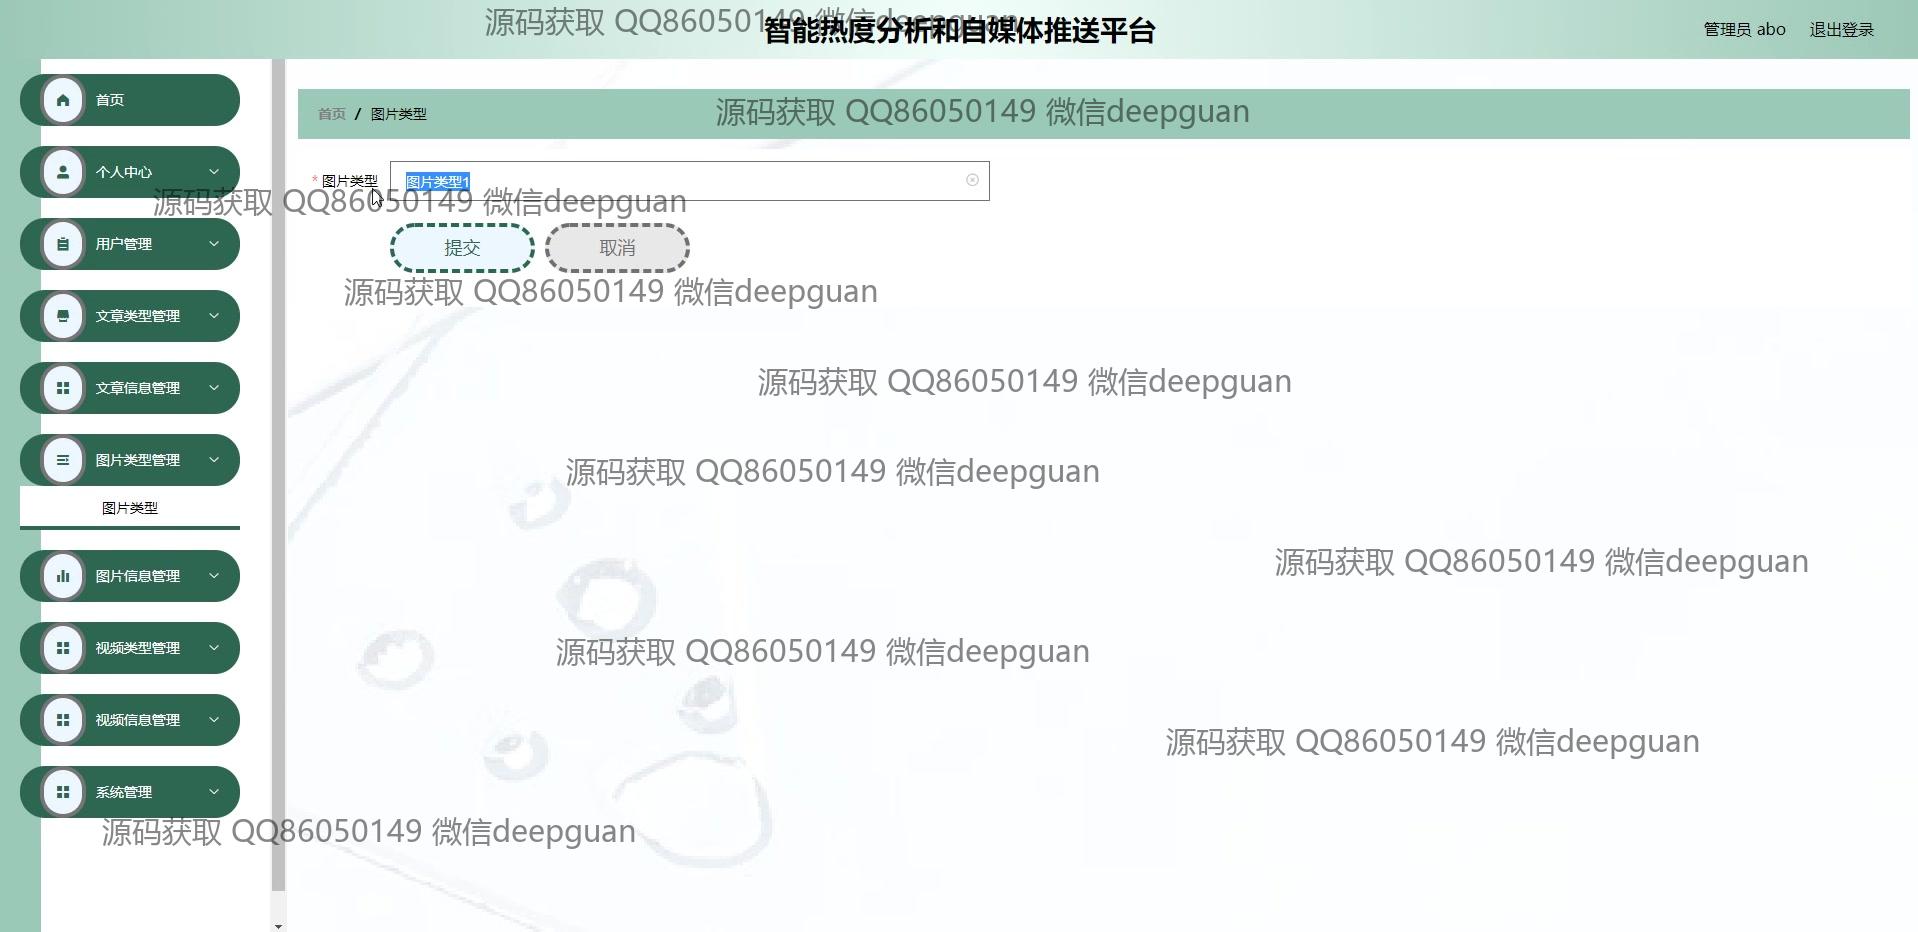 源码获取 QQ86050149 微信deepguan
智能热度分析和自媒体推送平台
管理员 abo
退出登录
首页
个人中心
用户管理
文章类型管理
文章信息管理
图片类型管理
图片类型
图片信息管理
视频类型管理
视频信息管理
系统管理
首页 / 图片类型
源码获取 QQ86050149 微信deepguan
* 图片类型
图片类型1
源码获取 QQ86050149 微信deepguan
提交
取消
源码获取 QQ86050149 微信deepguan
源码获取 QQ86050149 微信deepguan
源码获取 QQ86050149 微信deepguan
源码获取 QQ86050149 微信deepguan
源码获取 QQ86050149 微信deepguan
源码获取 QQ86050149 微信deepguan
源码获取 QQ86050149 微信deepguan